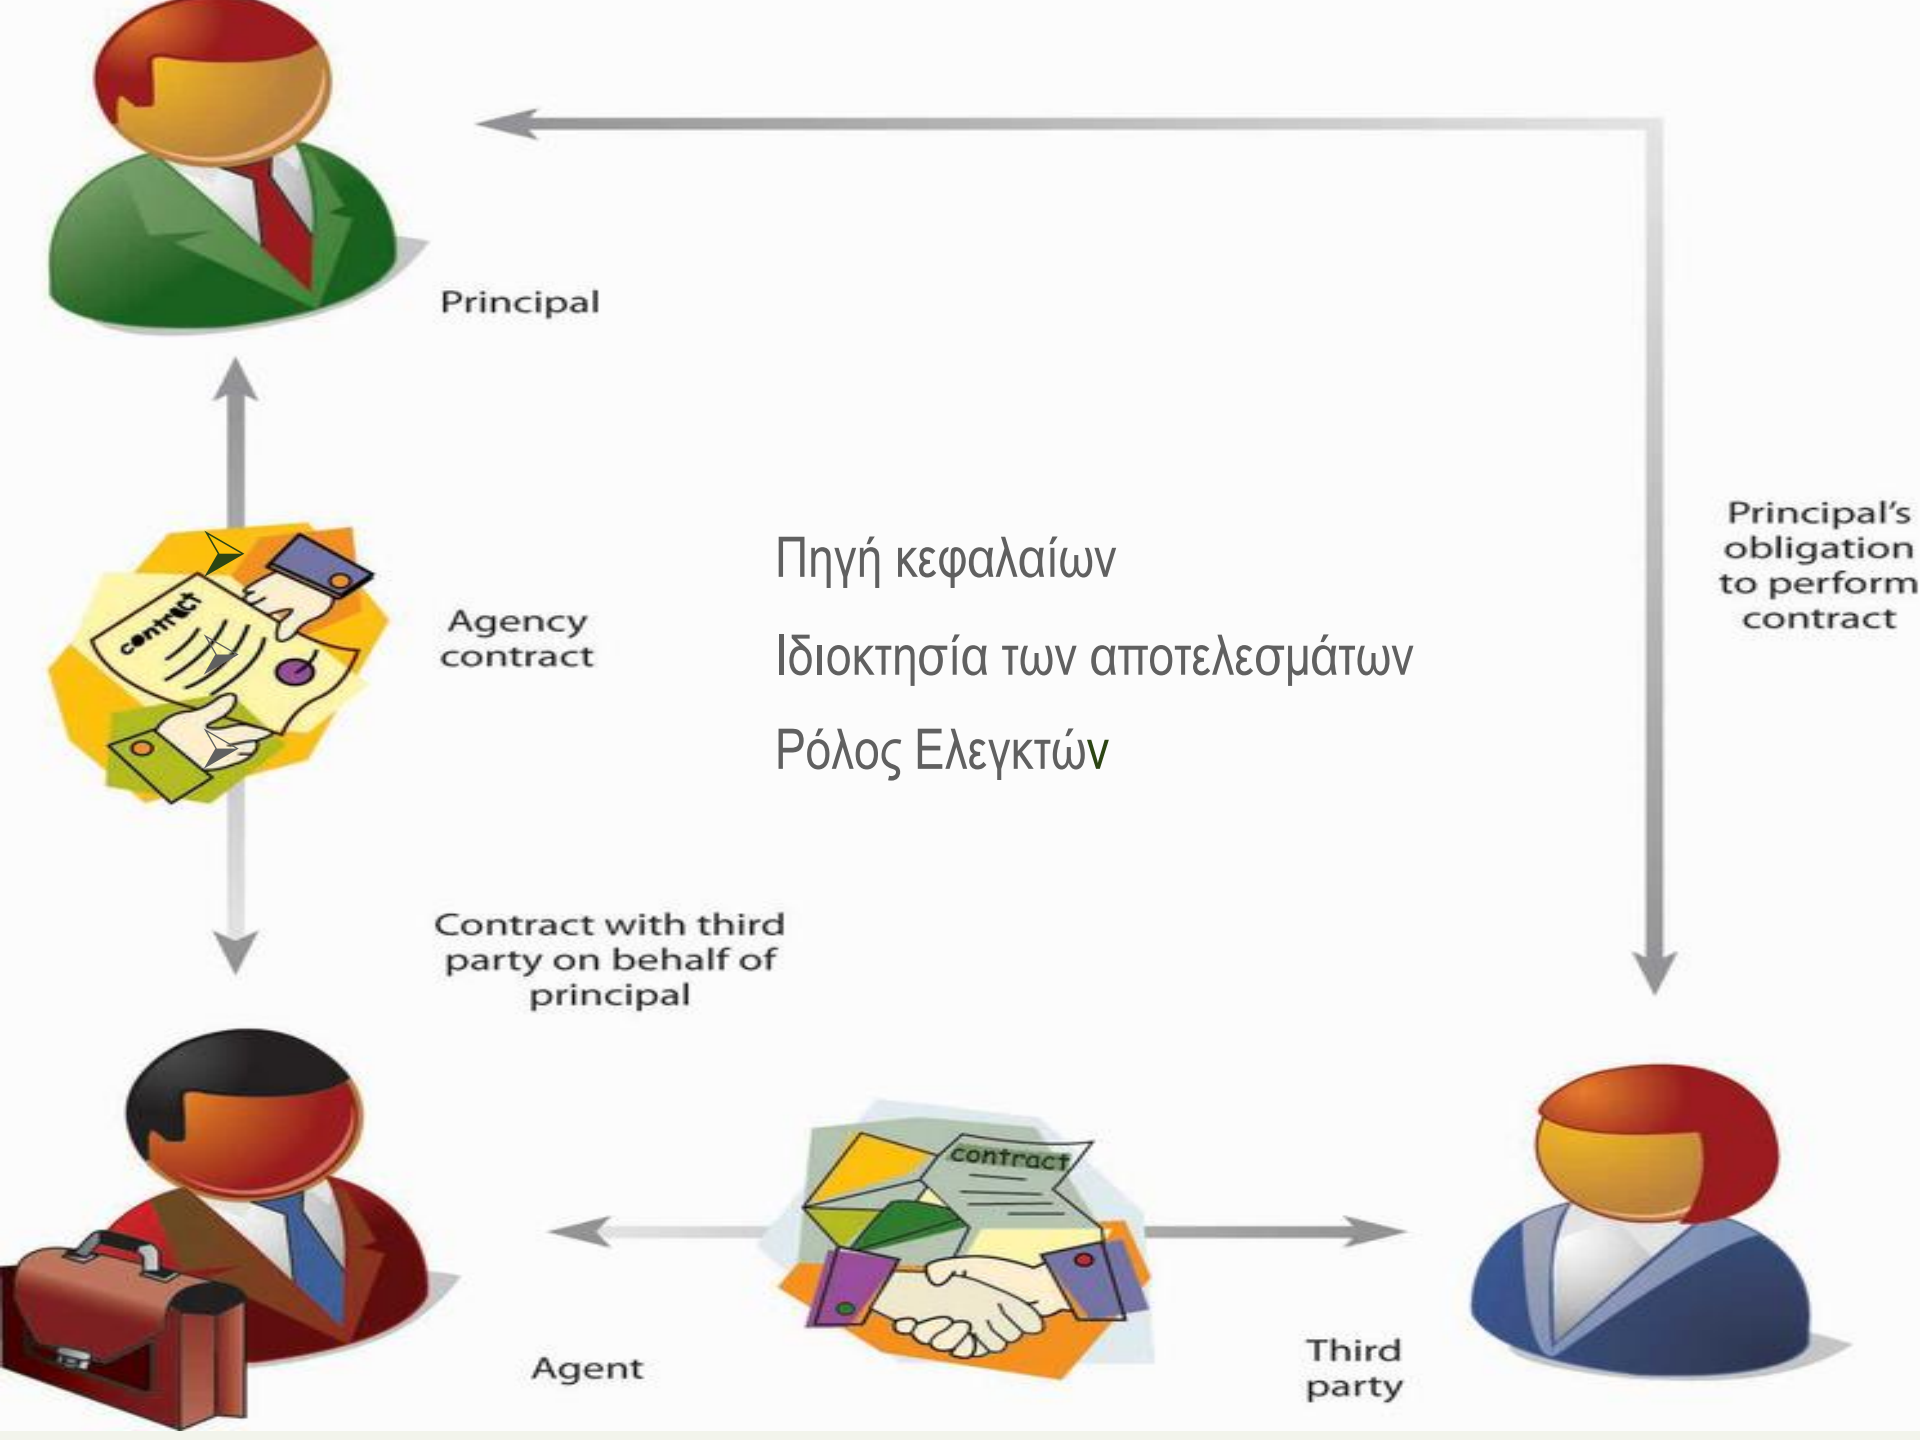 Principal
Πηγή κεφαλαίων
Ιδιοκτησία των αποτελεσμάτων
Ρόλος Ελεγκτών
contract
Agency
contract
Principal’s
obligation
to perform
contract
Contract with third
party on behalf of
principal
contract
Agent
Third
party